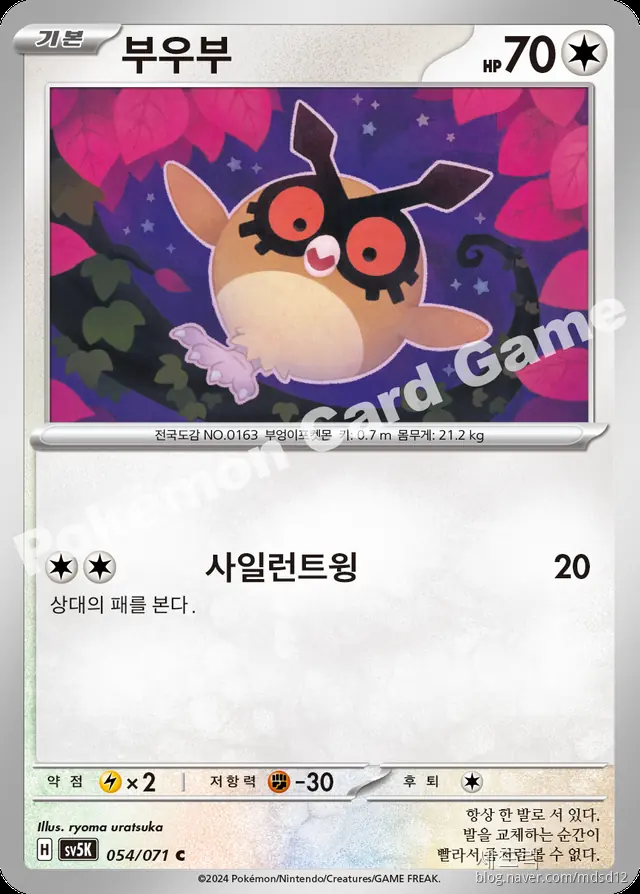 기본
부우부
HP 70
전국도감 NO.0163 부엉이포켓몬 키: 0.7 m 몸무게: 21.2 kg
Pokémon Card Game
사일런트윙 20
상대의 패를 본다.
약점 ×2 저항력 -30 후퇴
Illus. ryoma uratsuka
H sv5K 054/071 C
항상 한 발로 서 있다.
발을 교체하는 순간이
빨라서 좀처럼 볼 수 없다.
blog.naver.com/mdsd12
©2024 Pokémon/Nintendo/Creatures/GAME FREAK.